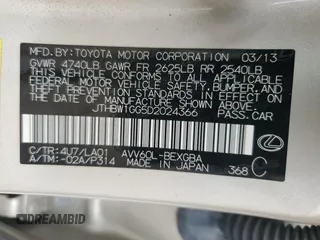 MFD. BY: TOYOTA MOTOR CORPORATION 03/13
GVWR 4740LB GAWR FR 2625LB RR 2540LB
THIS VEHICLE CONFORMS TO ALL APPLICABLE
FEDERAL MOTOR VEHICLE SAFETY, BUMPER, AND
THEFT PREVENTION STANDARDS IN EFFECT ON
THE DATE OF MANUFACTURE SHOWN ABOVE.
JTHBW1GG5D2024366 PASS.CAR
C/TR: 4U7/LA01 AVV60L-BEXGBA
A/TM: -02A/P314 MADE IN JAPAN 368 C
DREAMBID